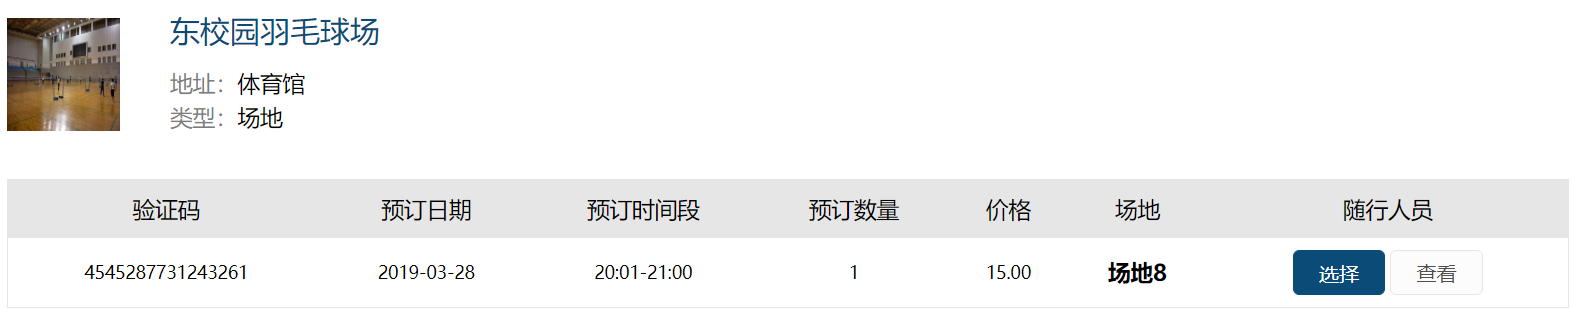 东校园羽毛球场
地址：体育馆
类型：场地
验证码 预订日期 预订时间段 预订数量 价格 场地 随行人员
4545287731243261 2019-03-28 20:01-21:00 1 15.00 场地8 选择 查看